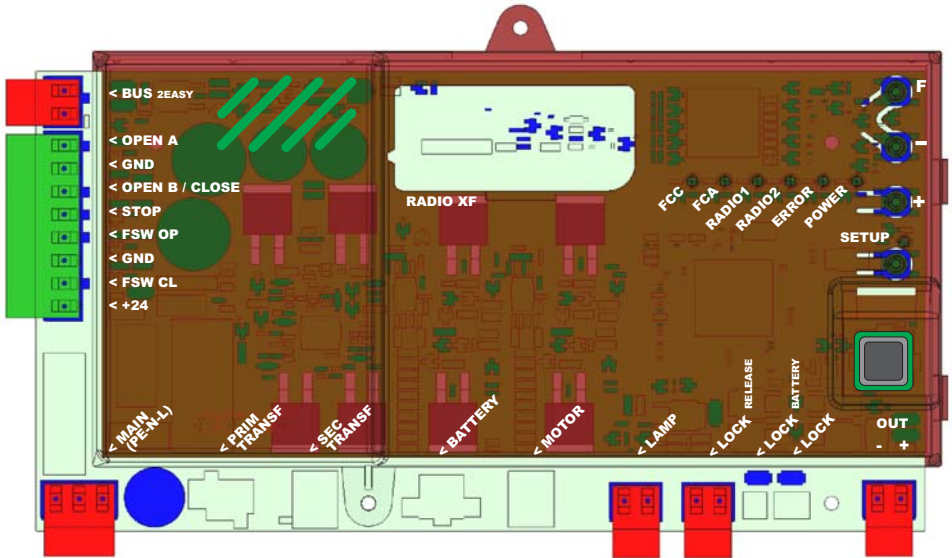 < BUS 2EASY
< OPEN A
< GND
< OPEN B / CLOSE
< STOP
< FSW OP
< GND
< FSW CL
< +24
RADIO XF
FCC
FCA
RADIO1
RADIO2
ERROR
POWER
F
-
+
SETUP
< MAIN
(PE-N-L)
< PRIM
TRANSF
< SEC
TRANSF
< BATTERY
< MOTOR
< LAMP
< LOCK RELEASE
< LOCK BATTERY
< LOCK
OUT
- +